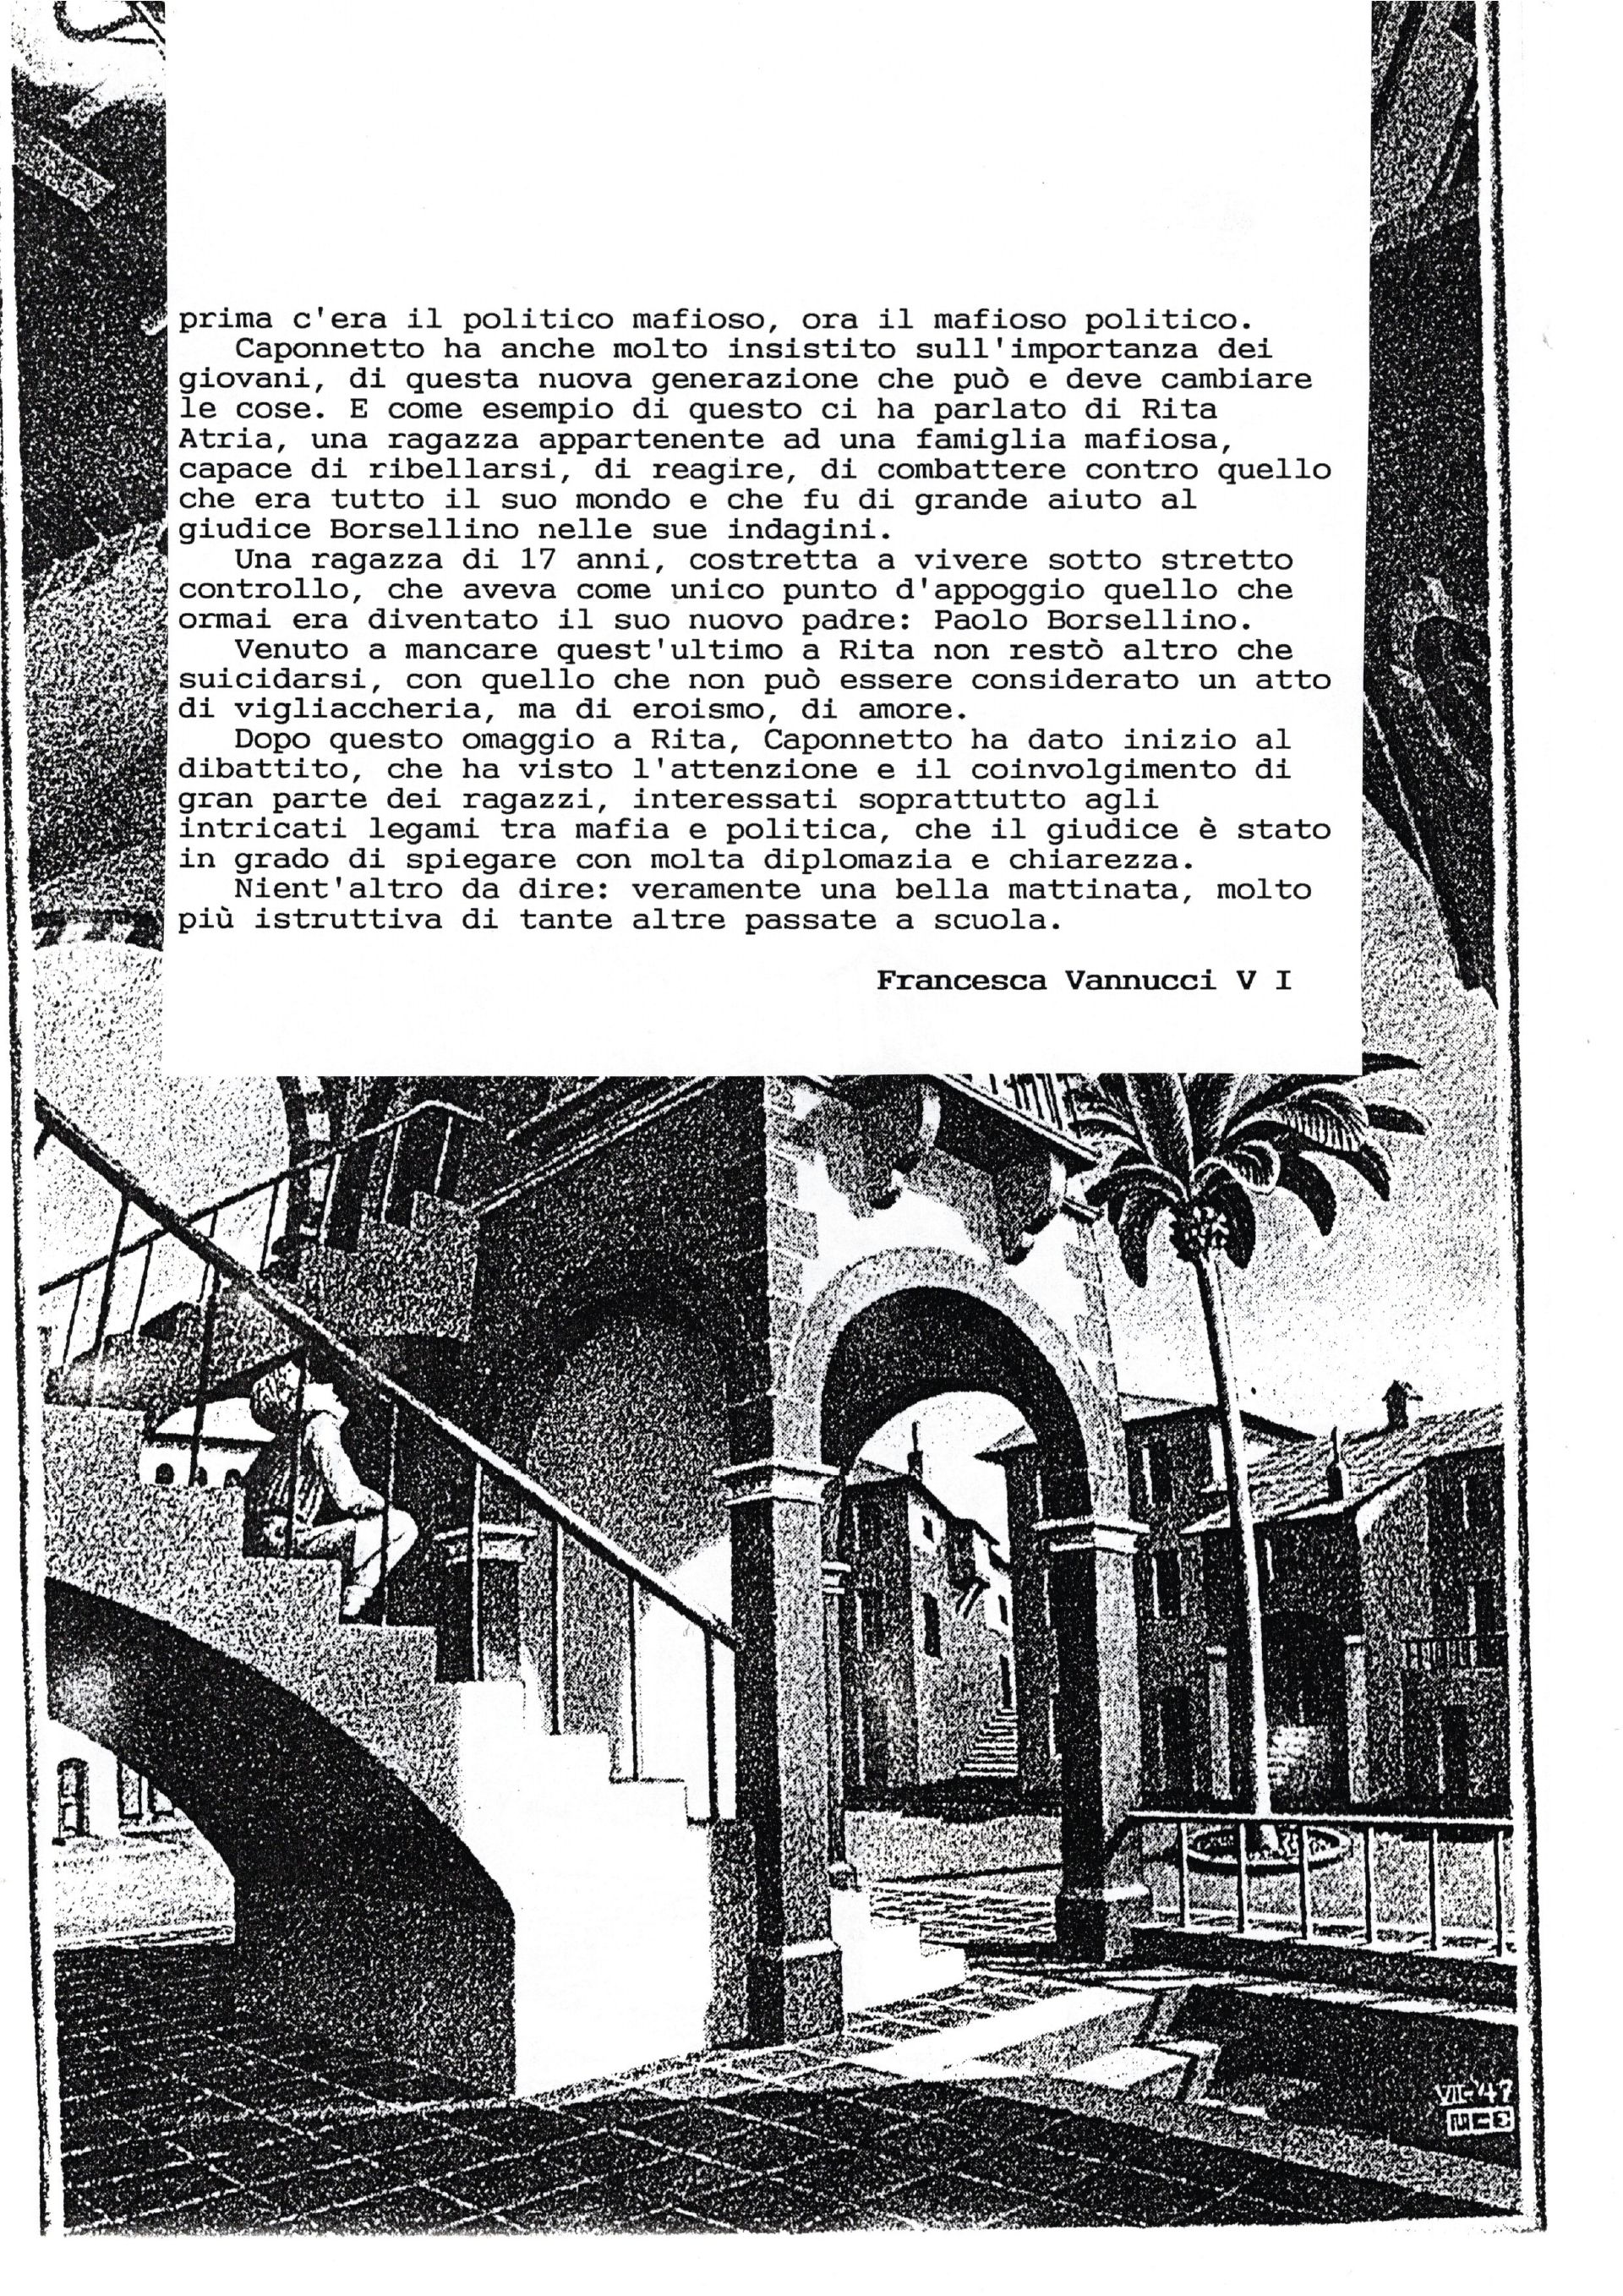 prima c'era il politico mafioso, ora il mafioso politico.
Caponnetto ha anche molto insistito sull'importanza dei
giovani, di questa nuova generazione che può e deve cambiare
le cose. E come esempio di questo ci ha parlato di Rita
Atria, una ragazza appartenente ad una famiglia mafiosa,
capace di ribellarsi, di reagire, di combattere contro quello
che era tutto il suo mondo e che fu di grande aiuto al
giudice Borsellino nelle sue indagini.
Una ragazza di 17 anni, costretta a vivere sotto stretto
controllo, che aveva come unico punto d'appoggio quello che
ormai era diventato il suo nuovo padre: Paolo Borsellino.
Venuto a mancare quest'ultimo a Rita non restò altro che
suicidarsi, con quello che non può essere considerato un atto
di vigliaccheria, ma di eroismo, di amore.
Dopo questo omaggio a Rita, Caponnetto ha dato inizio al
dibattito, che ha visto l'attenzione e il coinvolgimento di
gran parte dei ragazzi, interessati soprattutto agli
intricati legami tra mafia e politica, che il giudice è stato
in grado di spiegare con molta diplomazia e chiarezza.
Nient'altro da dire: veramente una bella mattinata, molto
più istruttiva di tante altre passate a scuola.
Francesca Vannucci V I
VII-'47